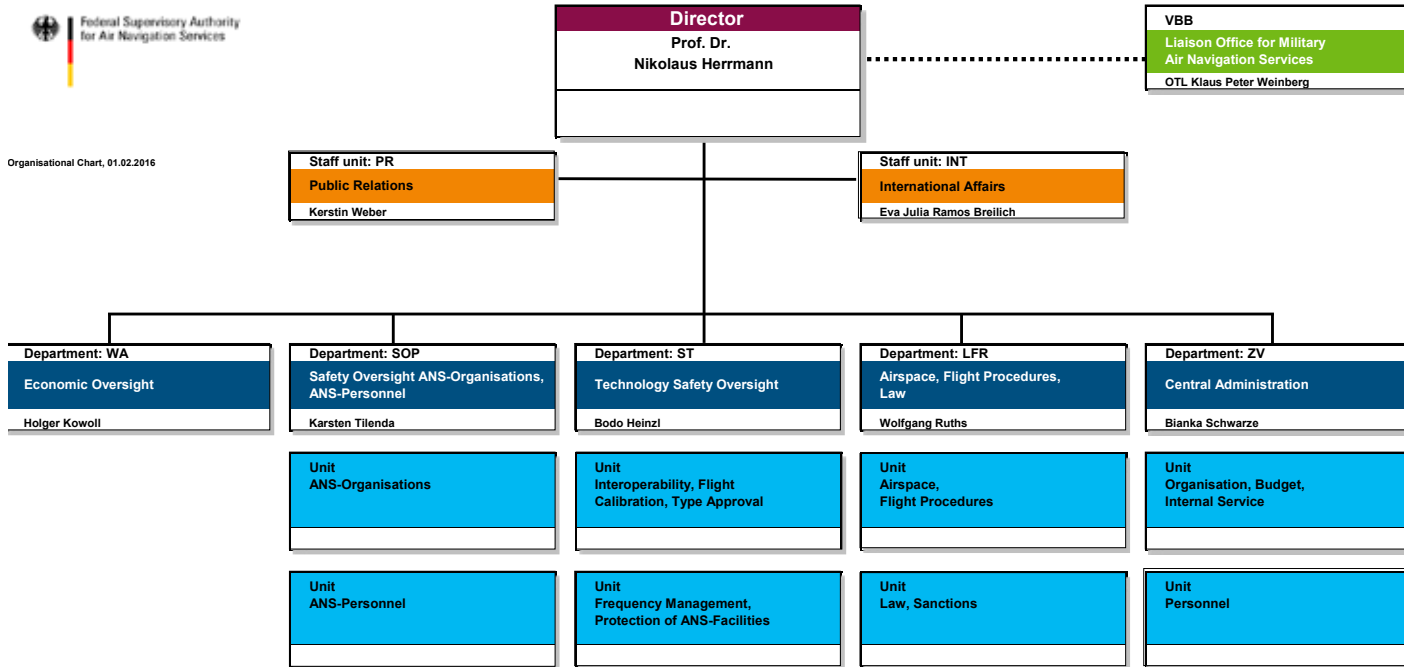 Federal Supervisory Authority
for Air Navigation Services
Director
Prof. Dr.
Nikolaus Herrmann
VBB
Liaison Office for Military
Air Navigation Services
OTL Klaus Peter Weinberg
Organisational Chart, 01.02.2016
Staff unit: PR
Public Relations
Kerstin Weber
Staff unit: INT
International Affairs
Eva Julia Ramos Breilich
Department: WA
Economic Oversight
Holger Kowoll
Department: SOP
Safety Oversight ANS-Organisations,
ANS-Personnel
Karsten Tilenda
Department: ST
Technology Safety Oversight
Bodo Heinzl
Department: LFR
Airspace, Flight Procedures,
Law
Wolfgang Ruths
Department: ZV
Central Administration
Bianka Schwarze
Unit
ANS-Organisations
Unit
Interoperability, Flight
Calibration, Type Approval
Unit
Airspace,
Flight Procedures
Unit
Organisation, Budget,
Internal Service
Unit
ANS-Personnel
Unit
Frequency Management,
Protection of ANS-Facilities
Unit
Law, Sanctions
Unit
Personnel